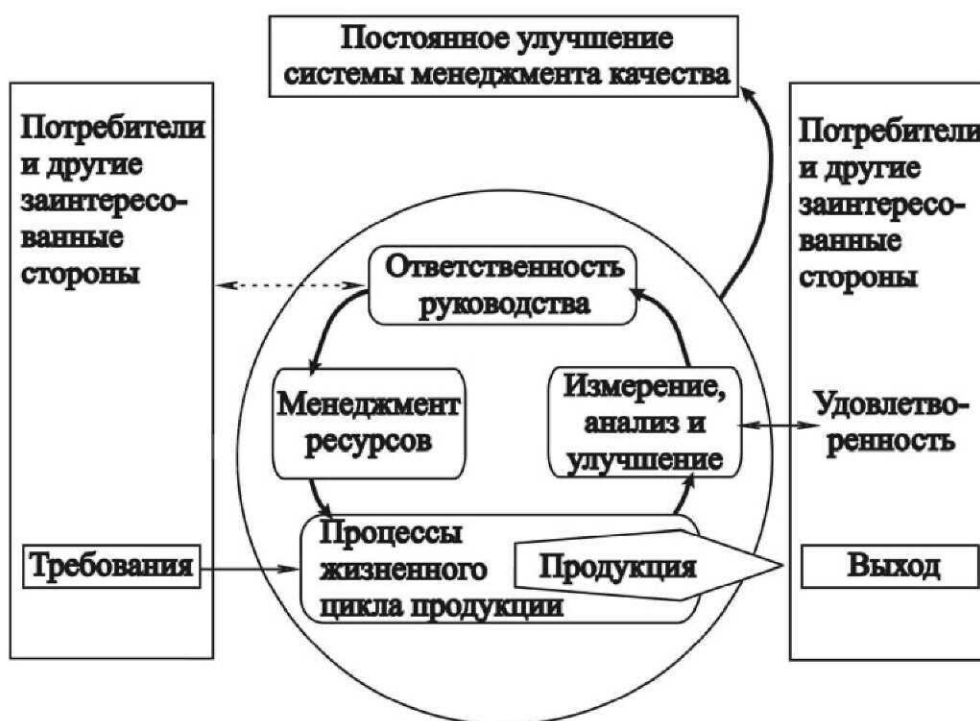 Постоянное улучшение
системы менеджмента качества
Потребители
и другие
заинтересо-
ванные
стороны
Потребители
и другие
заинтересо-
ванные
стороны
Ответственность
руководства
Менеджмент
ресурсов
Измерение,
анализ и
улучшение
Удовлетво-
ренность
Требования
Процессы
жизненного
цикла продукции
Продукция
Выход